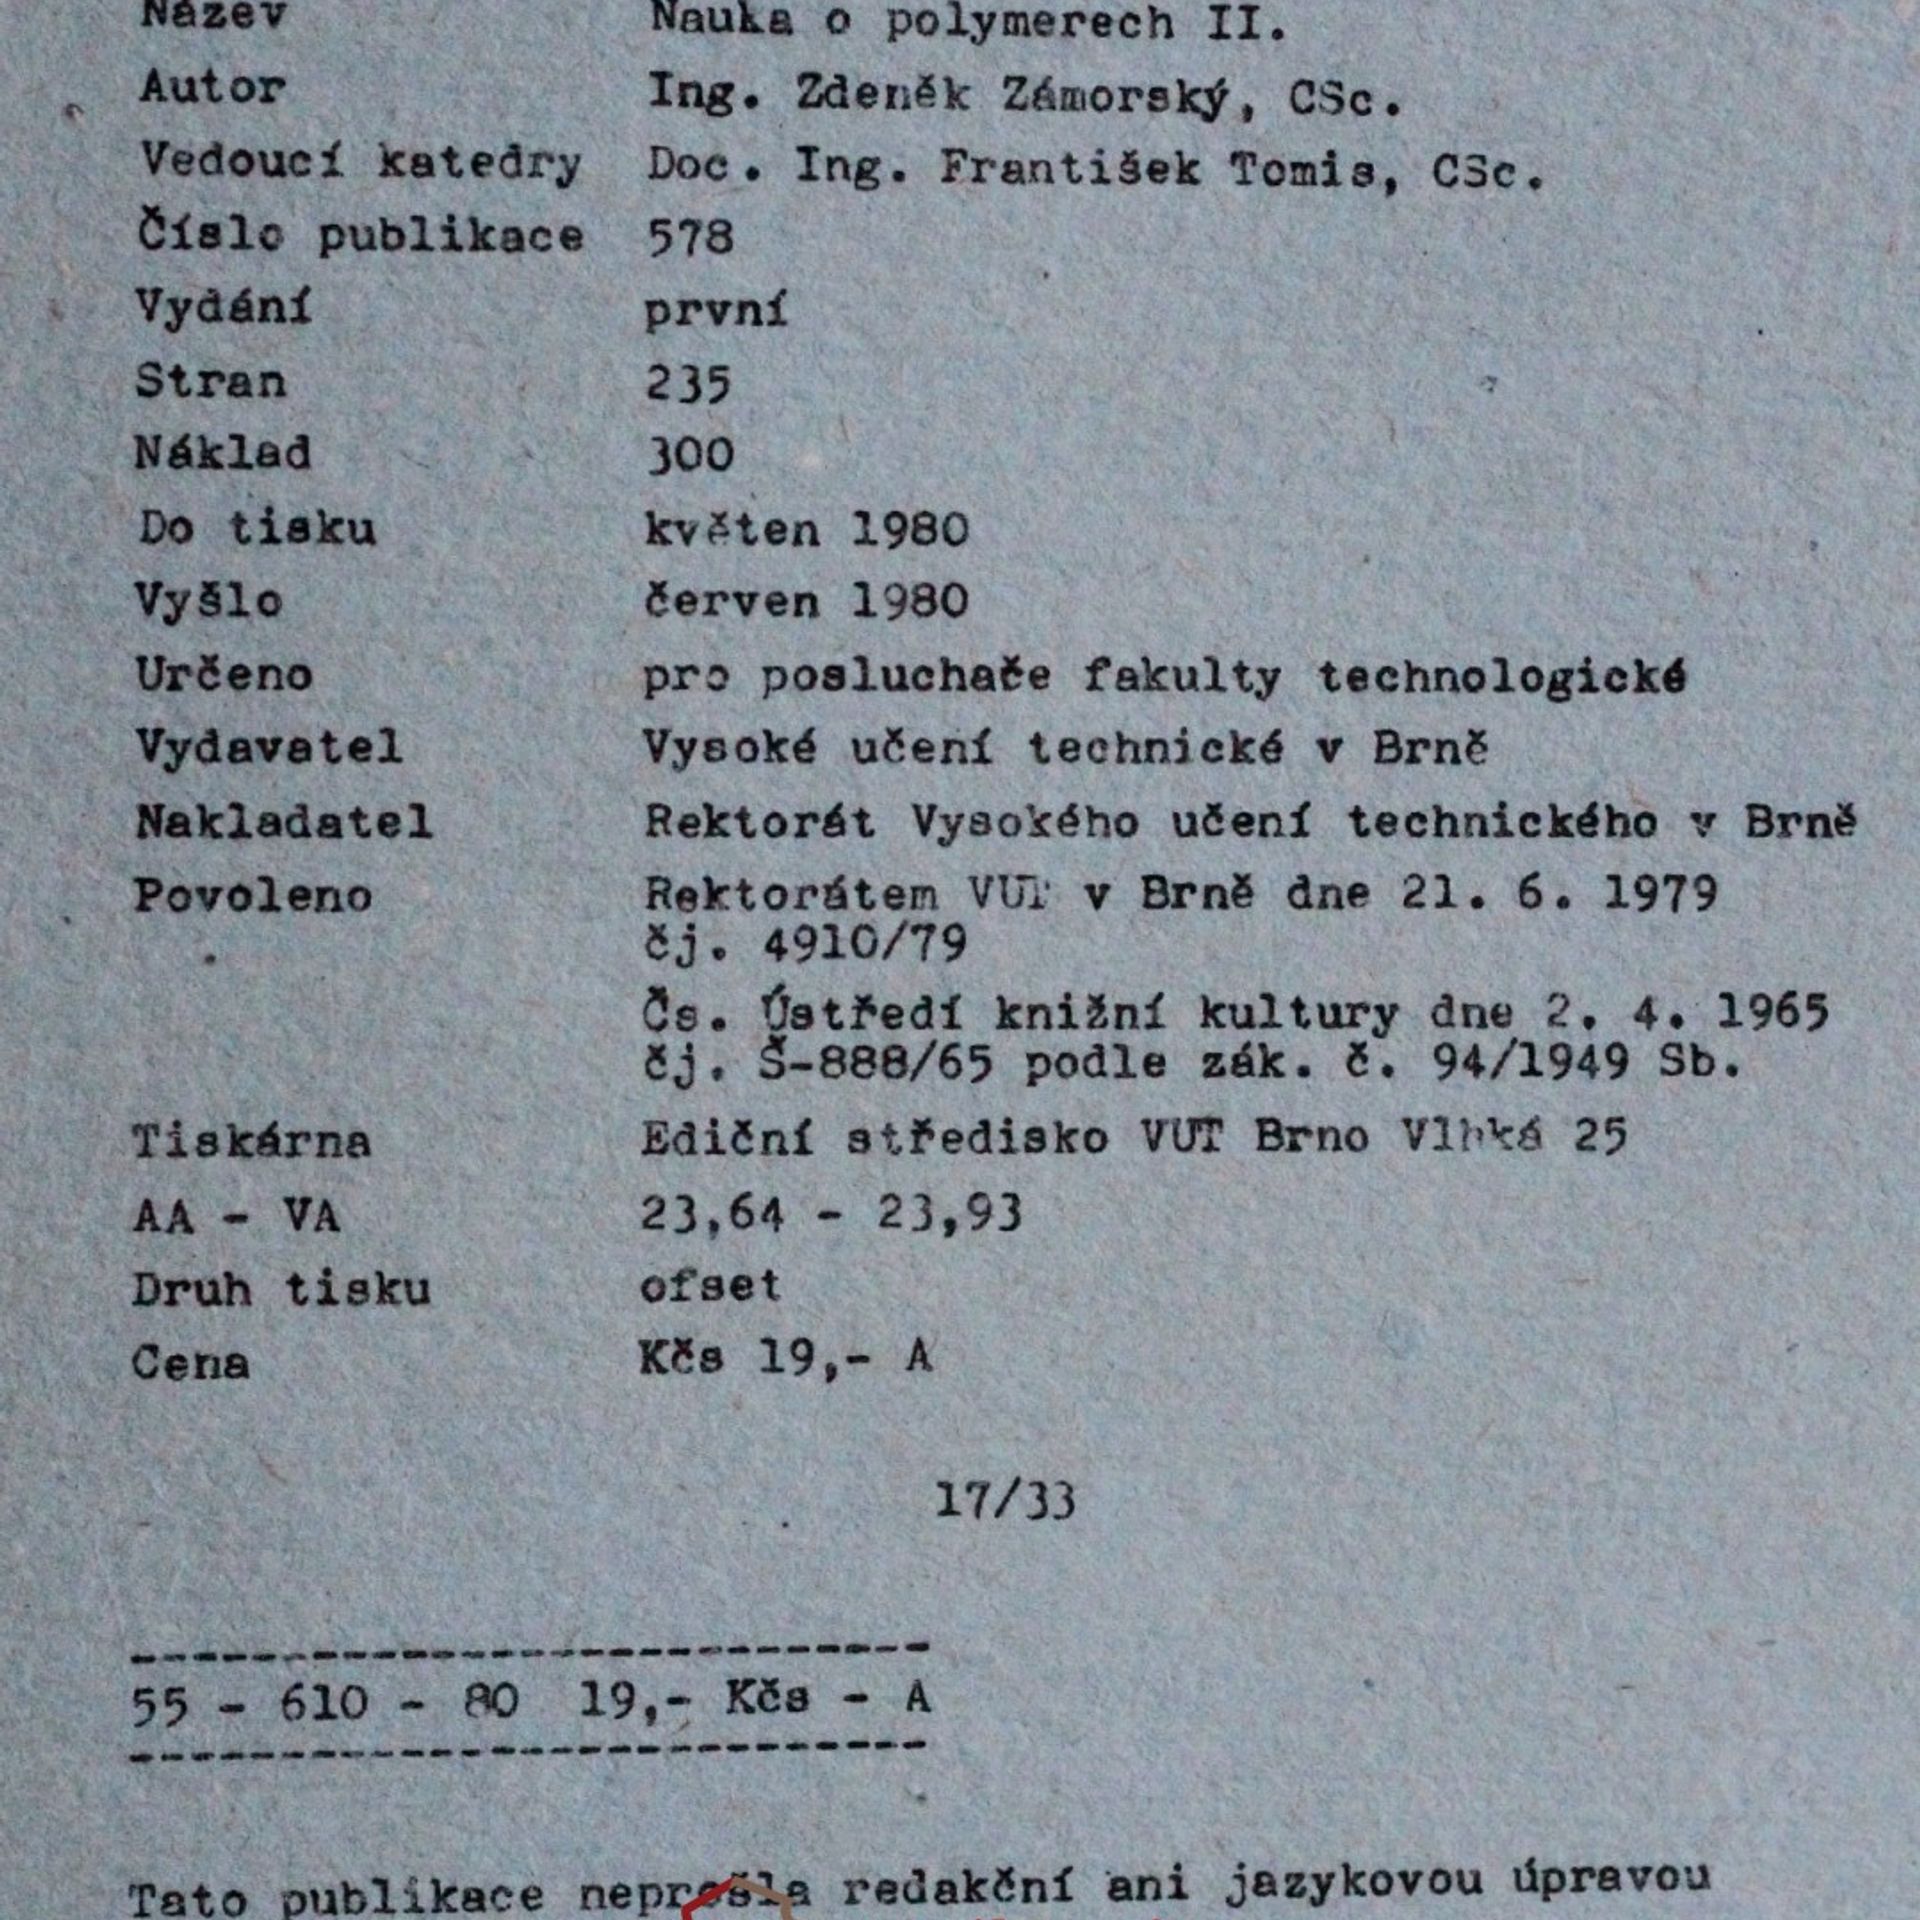 Název Nauka o polymerech II.
Autor Ing. Zdeněk Zámorský, CSc.
Vedoucí katedry Doc. Ing. František Tomis, CSc.
Číslo publikace 578
Vydání první
Stran 235
Náklad 300
Do tisku květen 1980
Vyšlo červen 1980
Určeno pro posluchače fakulty technologické
Vydavatel Vysoké učení technické v Brně
Nakladatel Rektorát Vysokého učení technického v Brně
Povoleno Rektorátem VUT v Brně dne 21. 6. 1979
čj. 4910/79
Čs. Ústředí knižní kultury dne 2. 4. 1965
čj. Š-888/65 podle zák. č. 94/1949 Sb.
Tiskárna Ediční středisko VUT Brno Vlhká 25
AA - VA 23,64 - 23,93
Druh tisku ofset
Cena Kčs 19,- A
17/33
55 - 610 - 80 19,- Kčs - A
Tato publikace neprošla redakční ani jazykovou úpravou